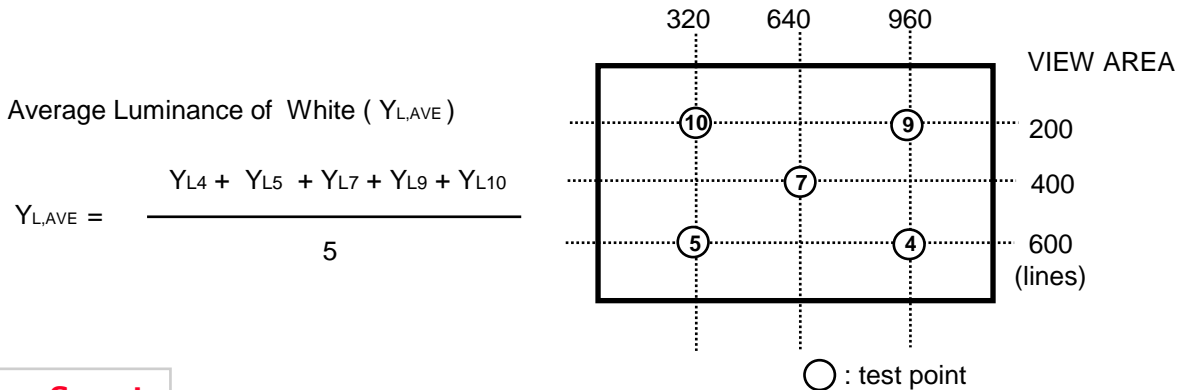 320 640 960
VIEW AREA
Average Luminance of White ( YL,AVE )
10 9 200
YL4 + YL5 + YL7 + YL9 + YL10
7 400
YL,AVE =
5
5 4 600
(lines)
: test point